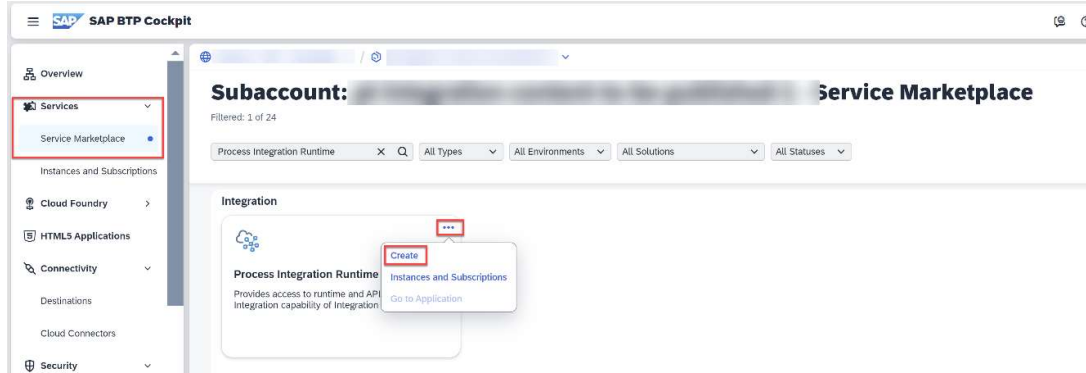 SAP SAP BTP Cockpit
Overview
Services
Service Marketplace
Instances and Subscriptions
Cloud Foundry
HTML5 Applications
Connectivity
Destinations
Cloud Connectors
Security
/
Subaccount: Service Marketplace
Filtered: 1 of 24
Process Integration Runtime All Types All Environments All Solutions All Statuses
Integration
Create
Instances and Subscriptions
Go to Application
Process Integration Runtime
Provides access to runtime and API
Integration capability of Integration